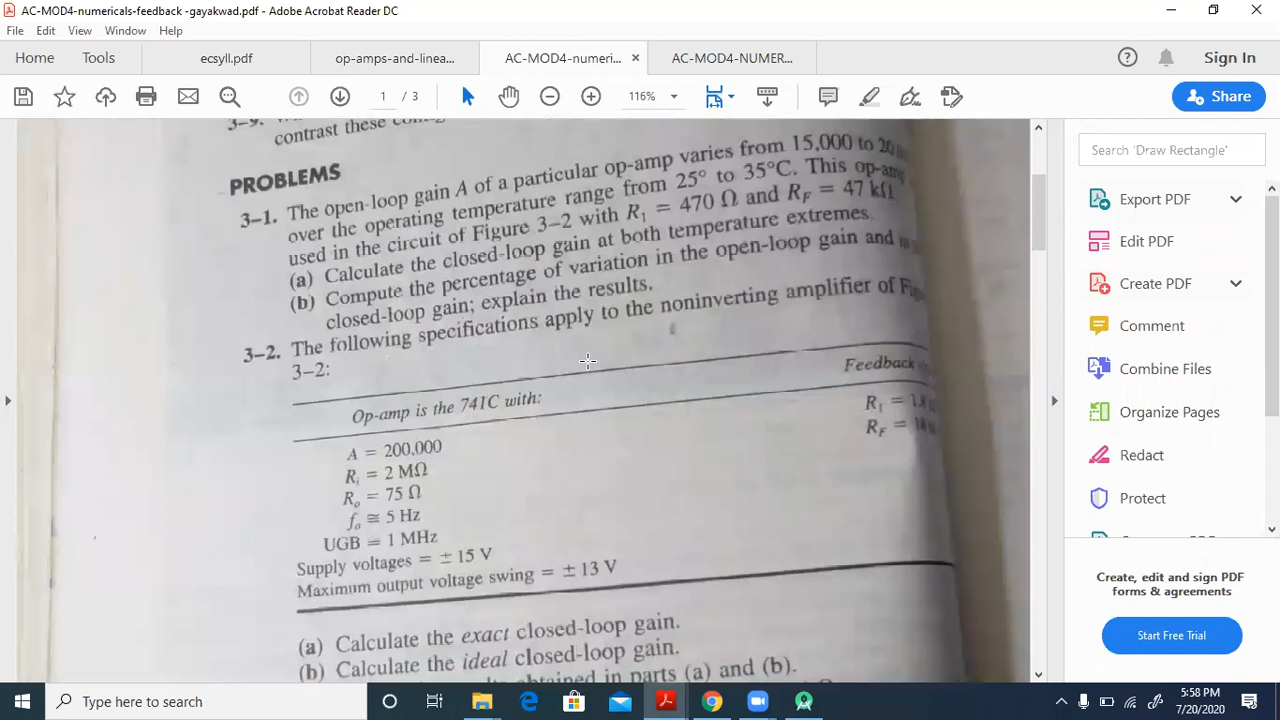 AC-MOD4-numericals-feedback -gayakwad.pdf - Adobe Acrobat Reader DC
File Edit View Window Help
Home Tools ecsyll.pdf op-amps-and-linea... AC-MOD4-numeri... × AC-MOD4-NUMER... Sign In
1 / 3 116% Share
3-9.
contrast these
PROBLEMS
3-1. The open-loop gain A of a particular op-amp varies from 15,000 to
over the operating temperature range from 25° to 35°C. This op-amp
used in the circuit of Figure 3-2 with R₁ = 470 Ω and R_F = 47 kΩ
(a) Calculate the closed-loop gain at both temperature extremes.
(b) Compute the percentage of variation in the open-loop gain and
closed-loop gain; explain the results.
3-2. The following specifications apply to the noninverting amplifier of
3-2:
Op-amp is the 741C with: Feedback
A = 200,000 R₁ =
R_i = 2 MΩ R_F =
R_o = 75 Ω
f_o ≅ 5 Hz
UGB = 1 MHz
Supply voltages = ± 15 V
Maximum output voltage swing = ± 13 V
(a) Calculate the exact closed-loop gain.
(b) Calculate the ideal closed-loop gain.
obtained in parts (a) and (b).
Search 'Draw Rectangle'
Export PDF
Edit PDF
Create PDF
Comment
Combine Files
Organize Pages
Redact
Protect
Create, edit and sign PDF
forms & agreements
Start Free Trial
Type here to search
5:58 PM
7/20/2020